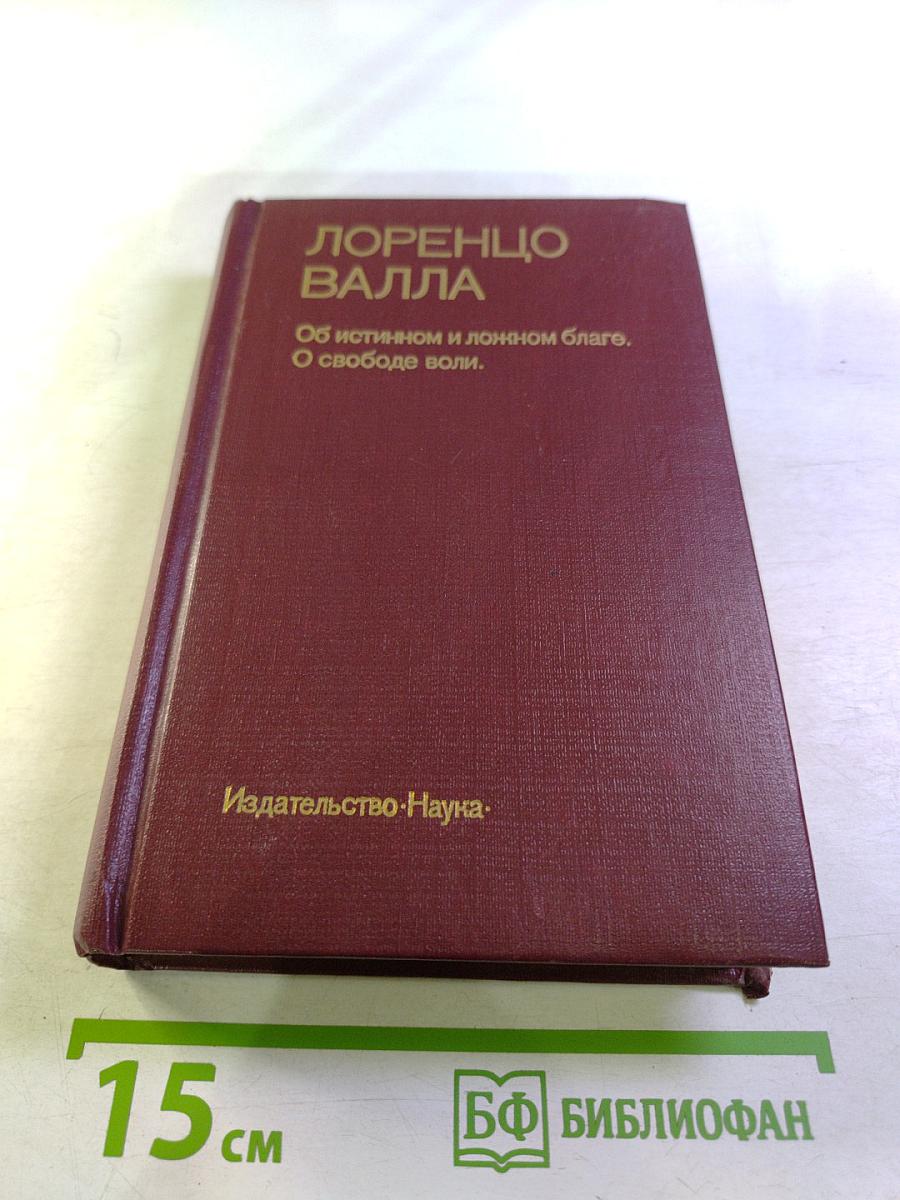 ЛОРЕНЦО
ВАЛЛА
Об истинном и ложном благе.
О свободе воли.
Издательство·Наука·
15 см
БФ БИБЛИОФАН